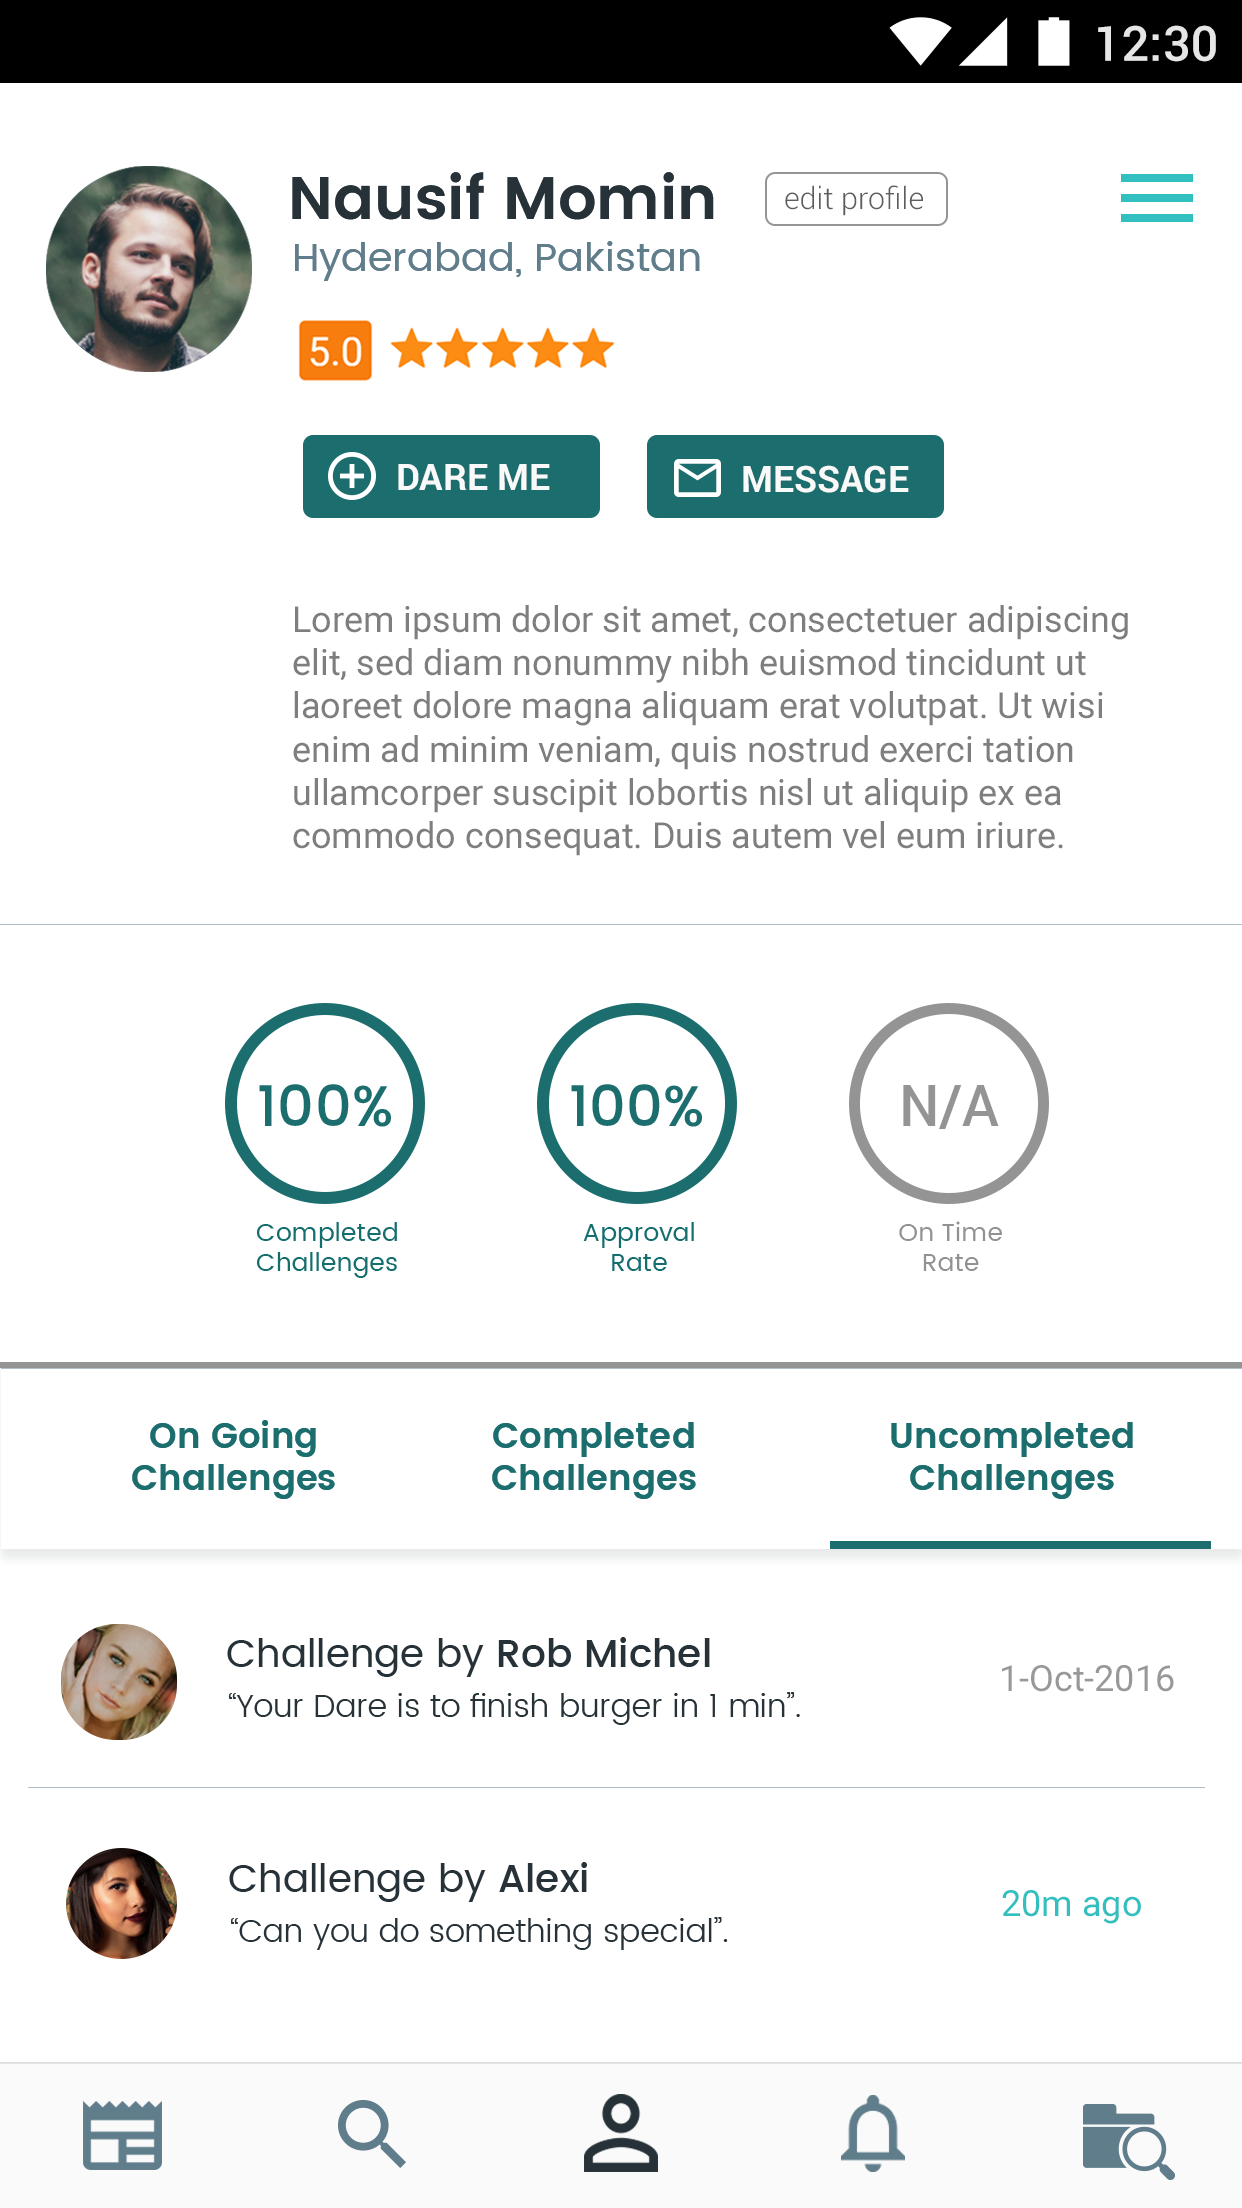 12:30
Nausif Momin
edit profile
Hyderabad, Pakistan
5.0
DARE ME
MESSAGE
Lorem ipsum dolor sit amet, consectetuer adipiscing
elit, sed diam nonummy nibh euismod tincidunt ut
laoreet dolore magna aliquam erat volutpat. Ut wisi
enim ad minim veniam, quis nostrud exerci tation
ullamcorper suscipit lobortis nisl ut aliquip ex ea
commodo consequat. Duis autem vel eum iriure.
100%
Completed
Challenges
100%
Approval
Rate
N/A
On Time
Rate
On Going
Challenges
Completed
Challenges
Uncompleted
Challenges
Challenge by Rob Michel
“Your Dare is to finish burger in 1 min”.
1-Oct-2016
Challenge by Alexi
“Can you do something special”.
20m ago